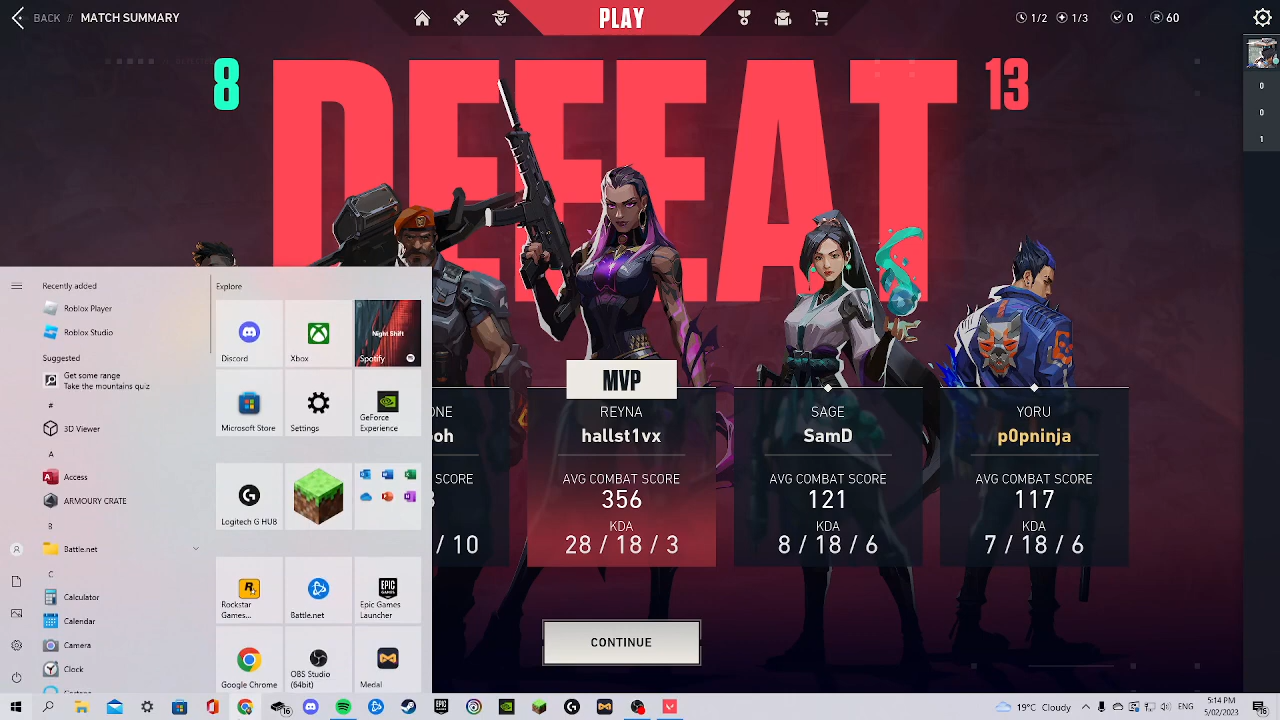 BACK // MATCH SUMMARY
PLAY
1/2
1/3
0
60
8
DEFEAT
13
0
0
1
Recently added
Roblox Player
Roblox Studio
Suggested
Get some range
Take the mountains quiz
#
3D Viewer
A
Access
ARMOURY CRATE
B
Battle.net
C
Calculator
Calendar
Camera
Clock
Explore
Discord
Xbox
Night Shift
Spotify
Microsoft Store
Settings
GeForce
Experience
Logitech G HUB
Rockstar
Games...
Battle.net
Epic Games
Launcher
Google Chrome
OBS Studio
(64bit)
Medal
ONE
ooh
SCORE
/ 10
MVP
REYNA
hallst1vx
AVG COMBAT SCORE
356
KDA
28 / 18 / 3
SAGE
SamD
AVG COMBAT SCORE
121
KDA
8 / 18 / 6
YORU
p0pninja
AVG COMBAT SCORE
117
KDA
7 / 18 / 6
CONTINUE
16
19°C Cloudy
ENG
5:14 PM
5/02/2023